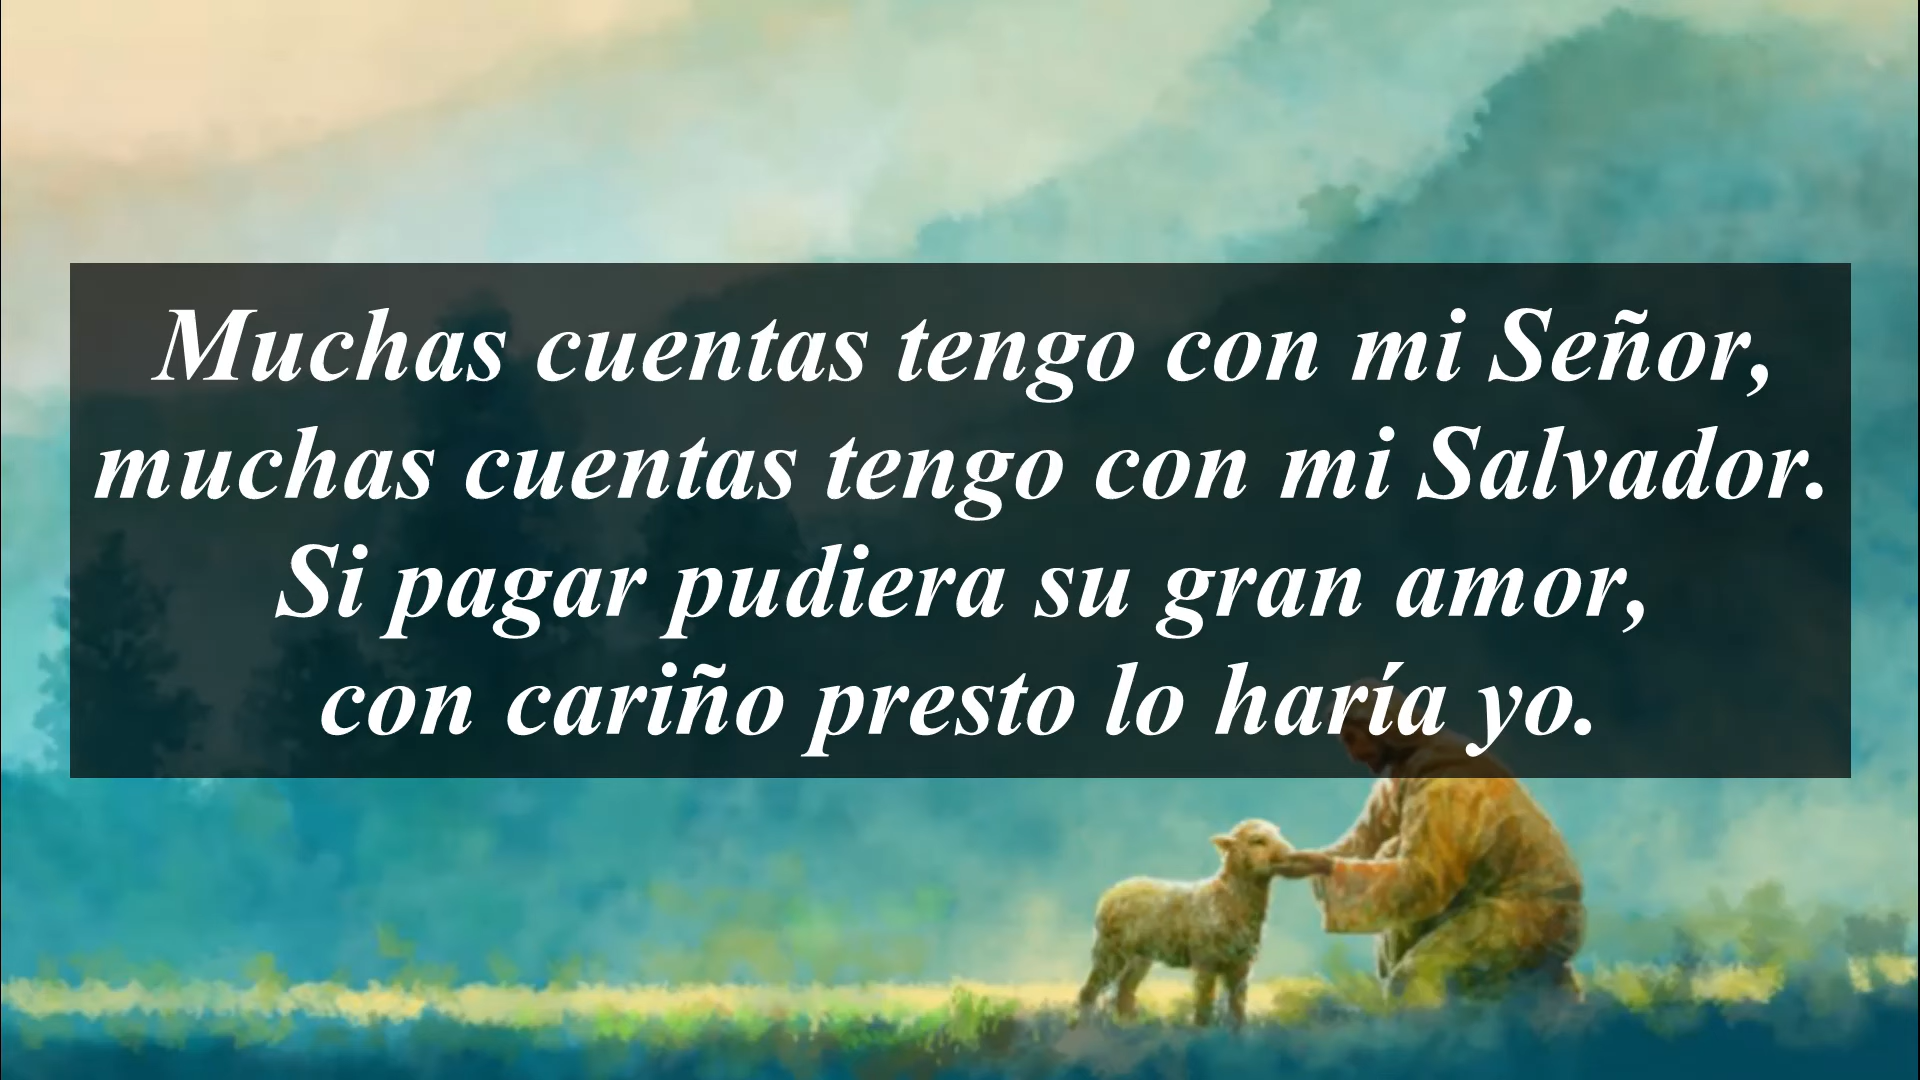 Muchas cuentas tengo con mi Señor,
muchas cuentas tengo con mi Salvador.
Si pagar pudiera su gran amor,
con cariño presto lo haría yo.